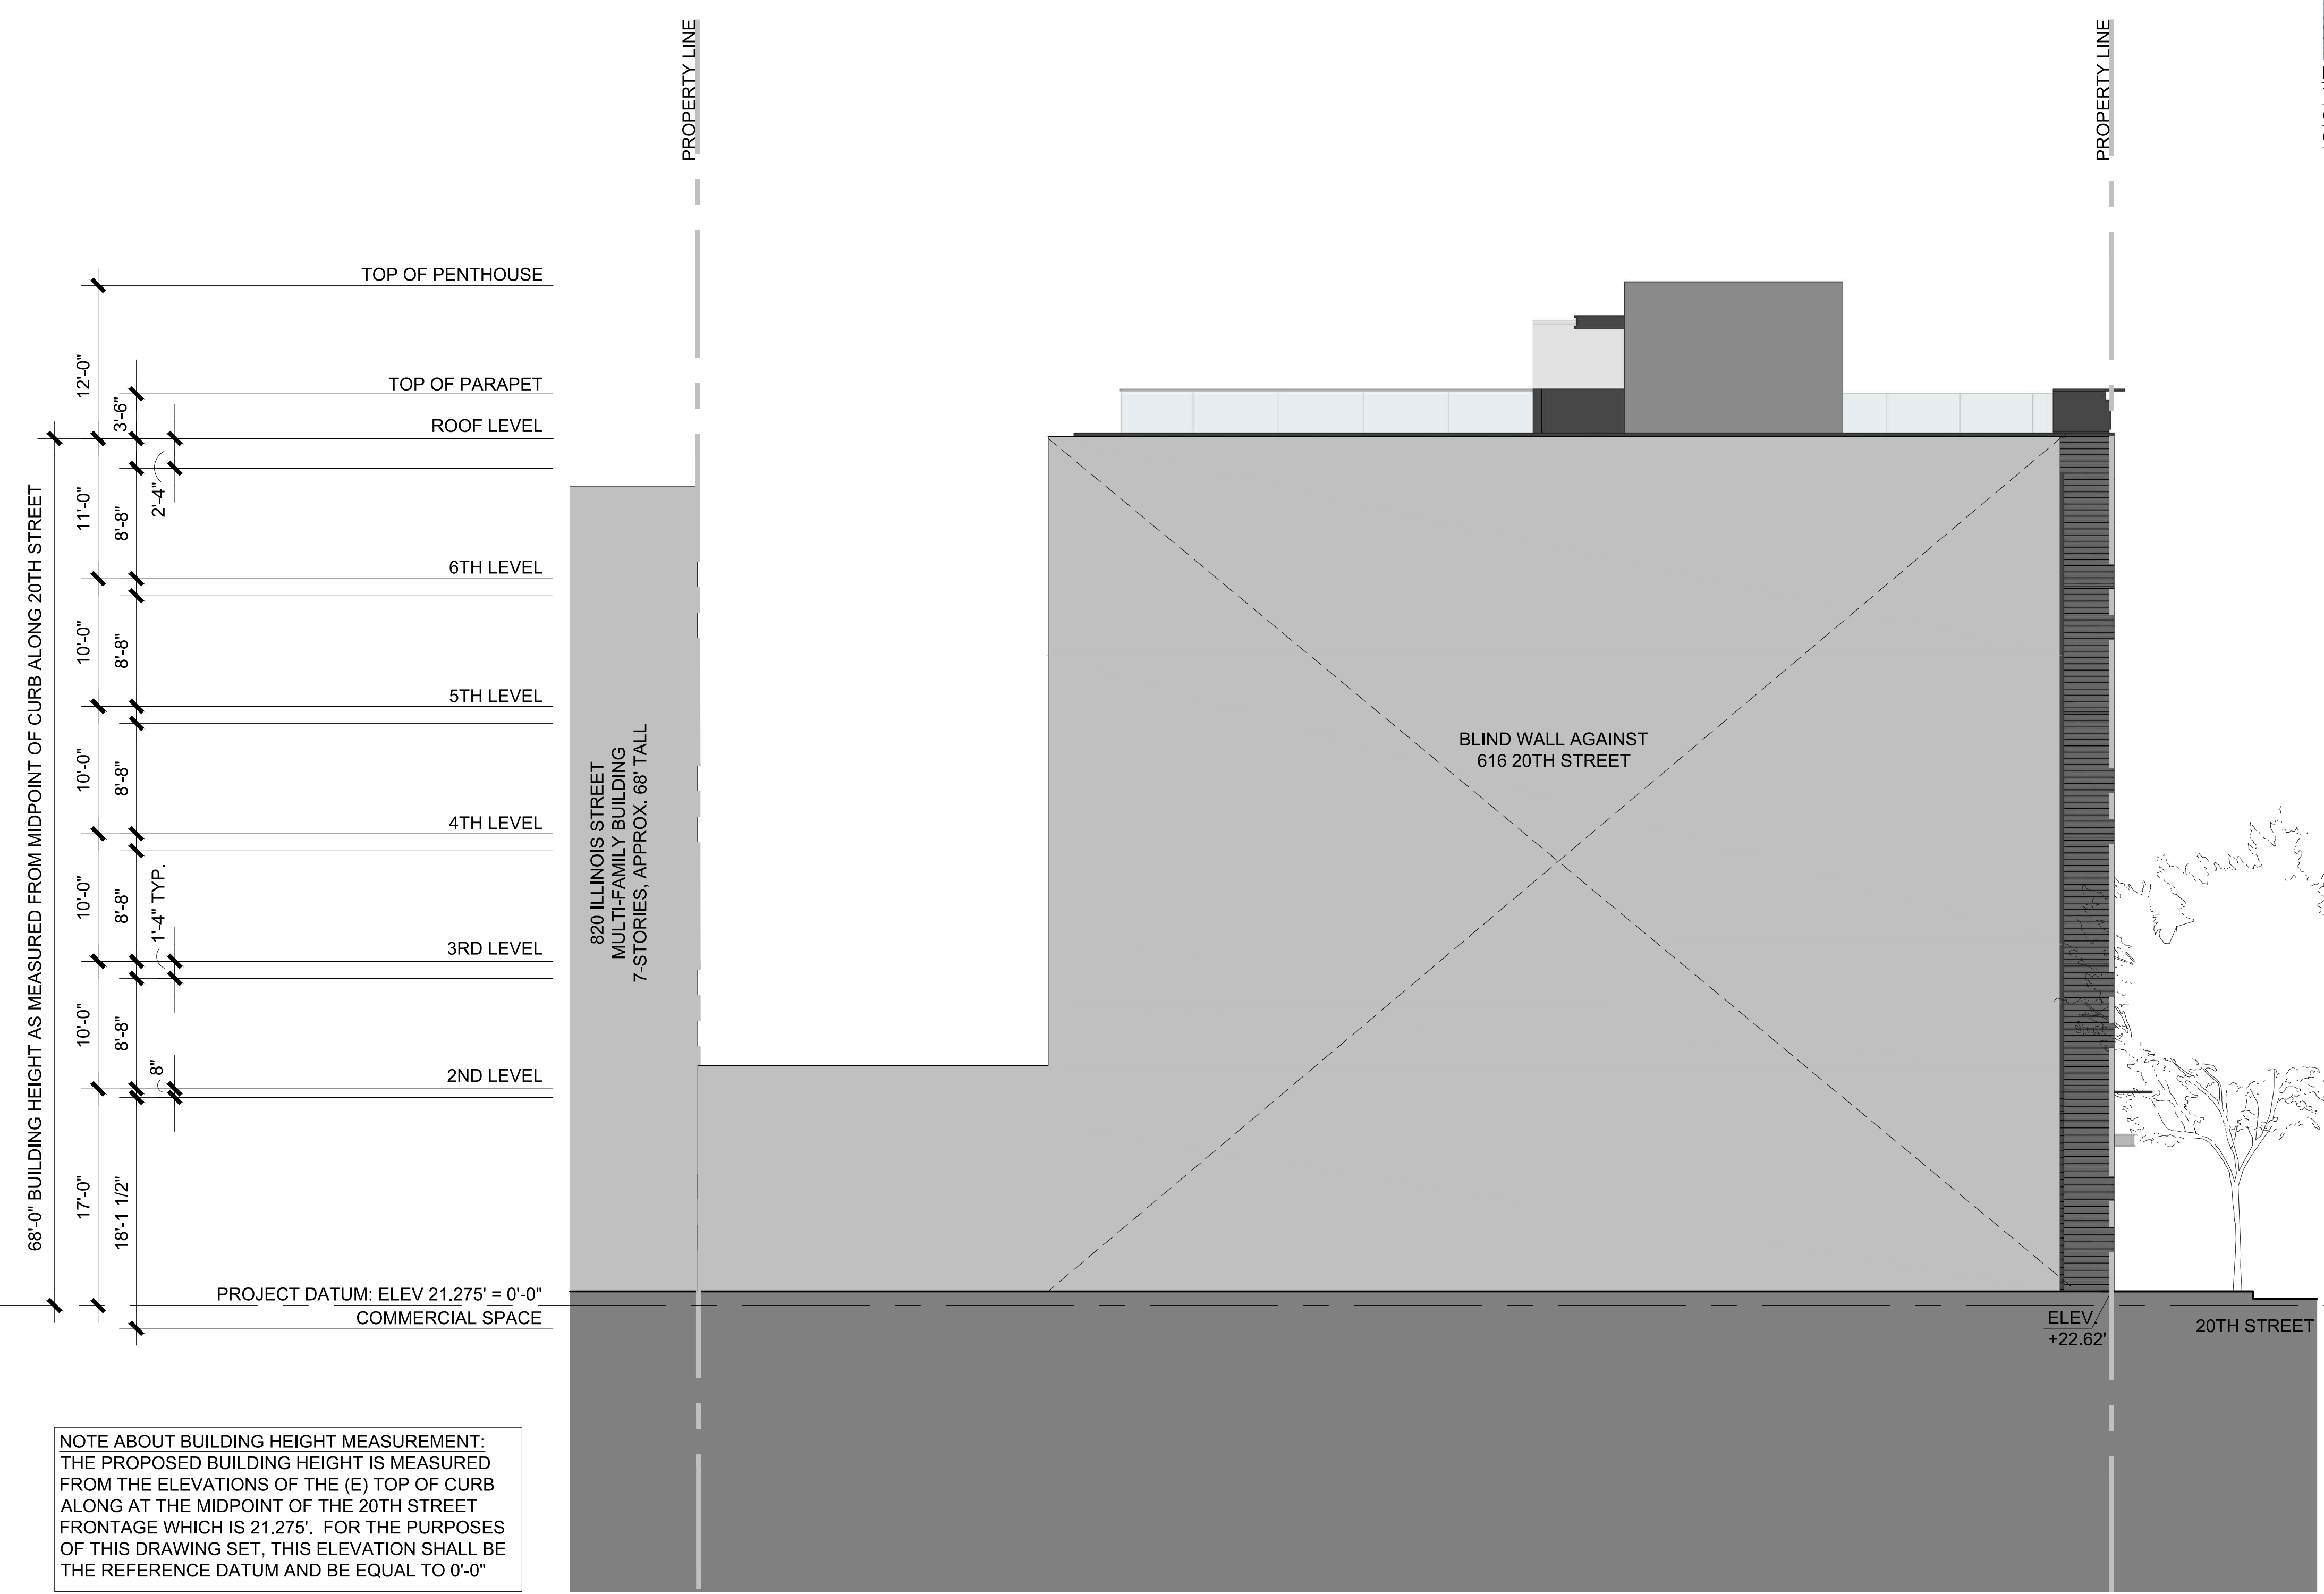 PROPERTY LINE
PROPERTY LINE
TOP OF PENTHOUSE
12'-0"
TOP OF PARAPET
3'-6"
ROOF LEVEL
2'-4"
11'-0"
8'-8"
6TH LEVEL
10'-0"
8'-8"
5TH LEVEL
10'-0"
8'-8"
4TH LEVEL
10'-0"
8'-8"
1'-4" TYP.
3RD LEVEL
10'-0"
8'-8"
8"
2ND LEVEL
17'-0"
18'-1 1/2"
68'-0" BUILDING HEIGHT AS MEASURED FROM MIDPOINT OF CURB ALONG 20TH STREET
PROJECT DATUM: ELEV 21.275' = 0'-0"
COMMERCIAL SPACE
820 ILLINOIS STREET
MULTI-FAMILY BUILDING
7-STORIES, APPROX. 68' TALL
BLIND WALL AGAINST
616 20TH STREET
ELEV.
+22.62'
20TH STREET
NOTE ABOUT BUILDING HEIGHT MEASUREMENT:
THE PROPOSED BUILDING HEIGHT IS MEASURED
FROM THE ELEVATIONS OF THE (E) TOP OF CURB
ALONG AT THE MIDPOINT OF THE 20TH STREET
FRONTAGE WHICH IS 21.275'. FOR THE PURPOSES
OF THIS DRAWING SET, THIS ELEVATION SHALL BE
THE REFERENCE DATUM AND BE EQUAL TO 0'-0"